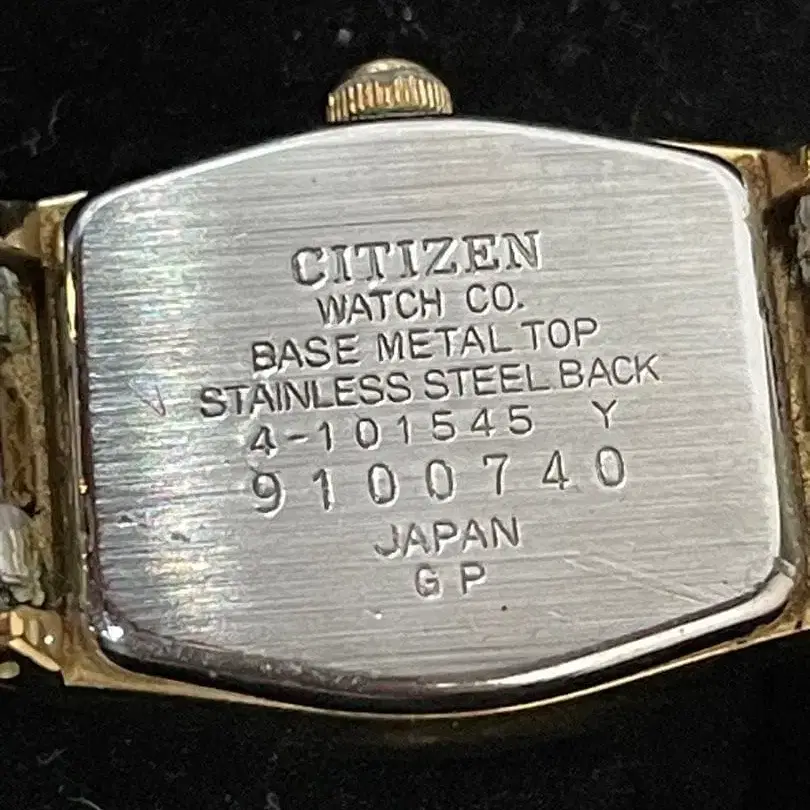 CITIZEN
WATCH CO.
BASE METAL TOP
STAINLESS STEEL BACK
4-101545 Y
9100740
JAPAN
GP